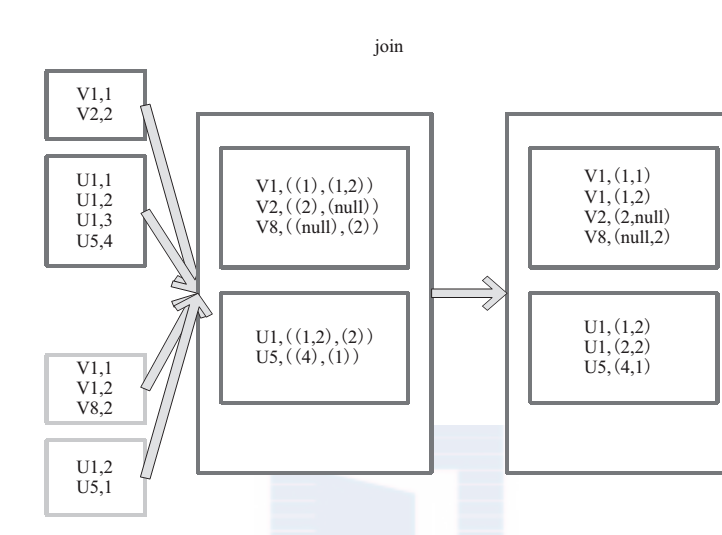 join
V1,1
V2,2
U1,1
U1,2
U1,3
U5,4
V1,1
V1,2
V8,2
U1,2
U5,1
V1,((1),(1,2))
V2,((2),(null))
V8,((null),(2))
U1,((1,2),(2))
U5,((4),(1))
V1,(1,1)
V1,(1,2)
V2,(2,null)
V8,(null,2)
U1,(1,2)
U1,(2,2)
U5,(4,1)